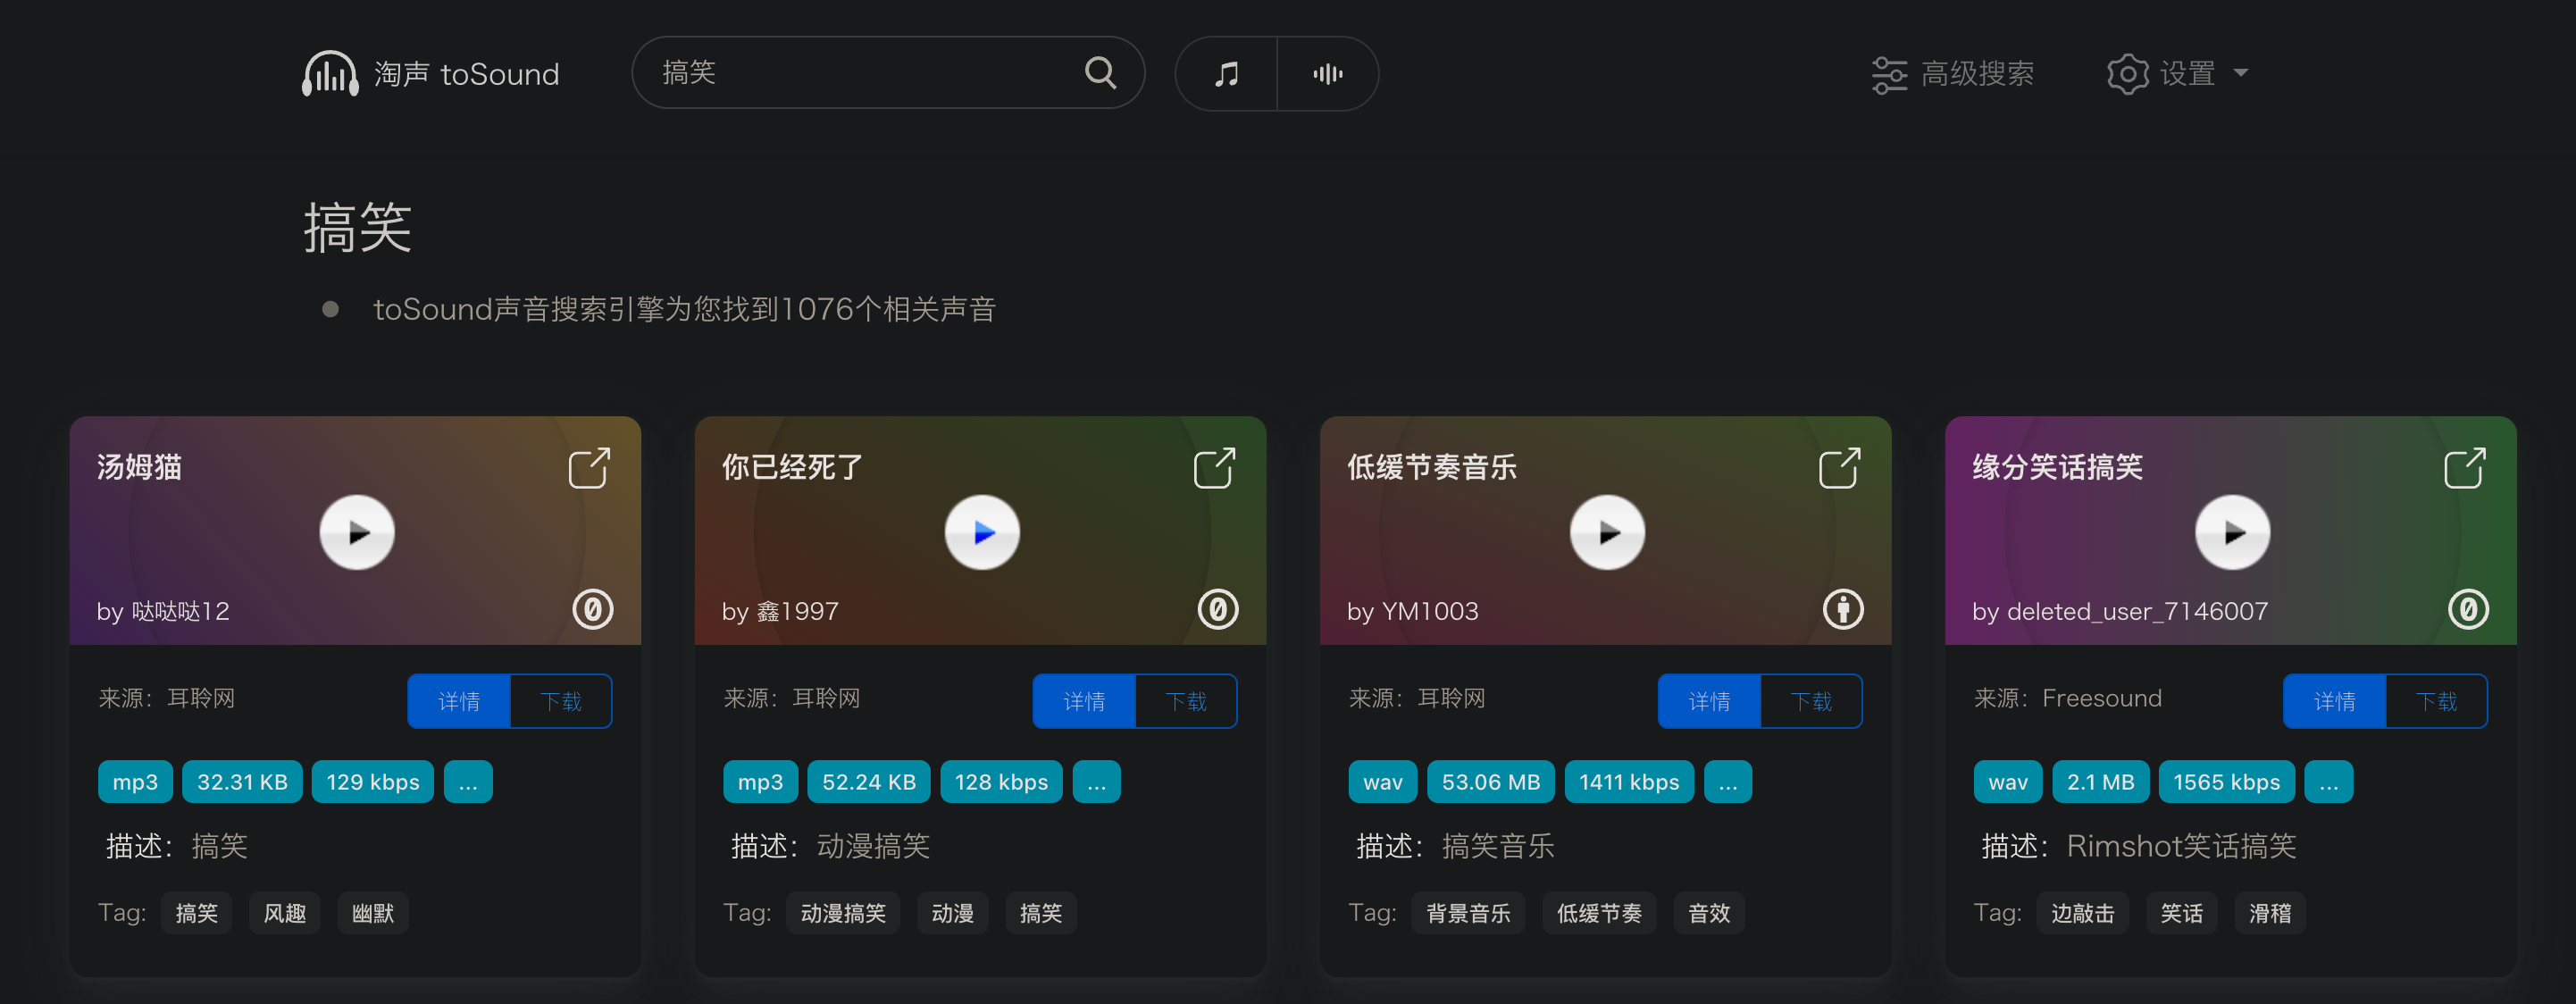 淘声 toSound
搞笑
高级搜索
设置
搞笑
toSound声音搜索引擎为您找到1076个相关声音
汤姆猫
by 哒哒哒12
来源：耳聆网
详情
下载
mp3
32.31 KB
129 kbps
...
描述：搞笑
Tag: 搞笑 风趣 幽默
你已经死了
by 鑫1997
来源：耳聆网
详情
下载
mp3
52.24 KB
128 kbps
...
描述：动漫搞笑
Tag: 动漫搞笑 动漫 搞笑
低缓节奏音乐
by YM1003
来源：耳聆网
详情
下载
wav
53.06 MB
1411 kbps
...
描述：搞笑音乐
Tag: 背景音乐 低缓节奏 音效
缘分笑话搞笑
by deleted_user_7146007
来源：Freesound
详情
下载
wav
2.1 MB
1565 kbps
...
描述：Rimshot笑话搞笑
Tag: 边敲击 笑话 滑稽